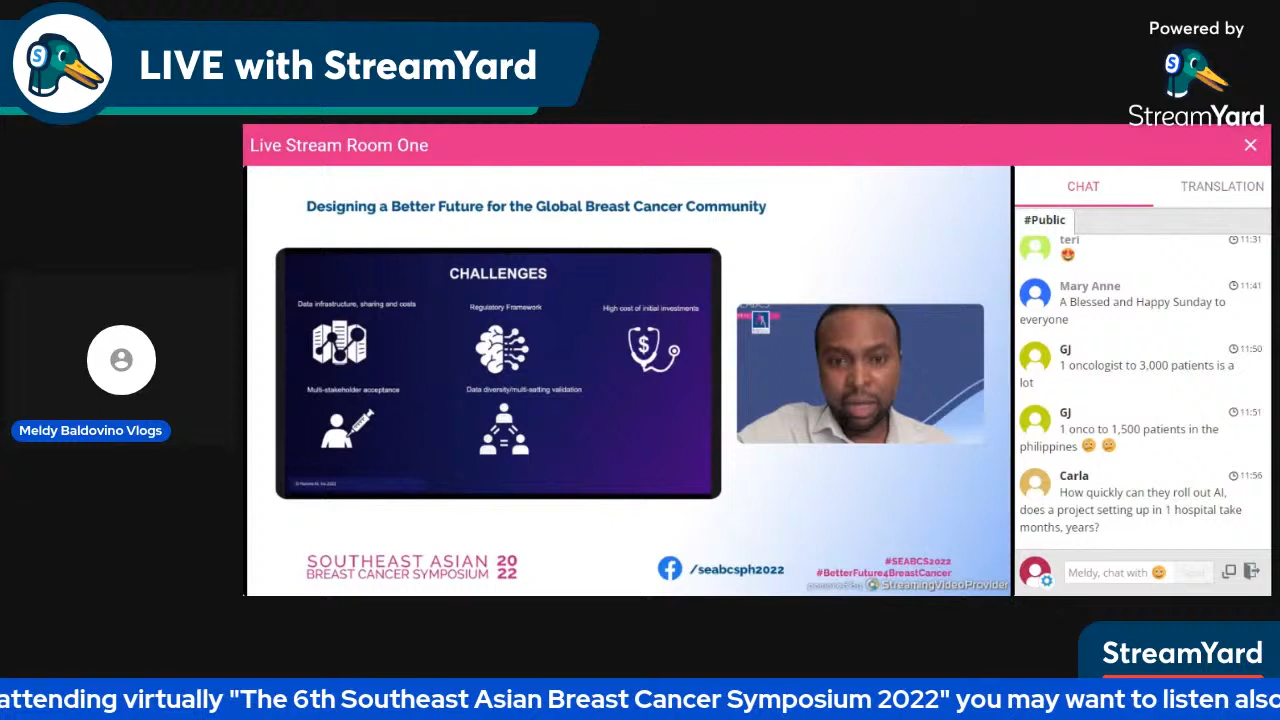 LIVE with StreamYard
Powered by
StreamYard
Live Stream Room One
Designing a Better Future for the Global Breast Cancer Community
CHALLENGES
Data infrastructure, sharing and costs
Regulatory Framework
High cost of initial investments
Multi-stakeholder acceptance
Data diversity/multi-setting validation
SOUTHEAST ASIAN 20
BREAST CANCER SYMPOSIUM 22
/seabcsph2022
#SEABCS2022
#BetterFuture4BreastCancer
powered by StreamingVideoProvider
CHAT
TRANSLATION
#Public
teri 11:31
Mary Anne 11:41
A Blessed and Happy Sunday to
everyone
GJ 11:50
1 oncologist to 3,000 patients is a
lot
GJ 11:51
1 onco to 1,500 patients in the
philippines
Carla 11:56
How quickly can they roll out AI,
does a project setting up in 1 hospital take
months, years?
Meldy, chat with
Meldy Baldovino Vlogs
StreamYard
attending virtually "The 6th Southeast Asian Breast Cancer Symposium 2022" you may want to listen also